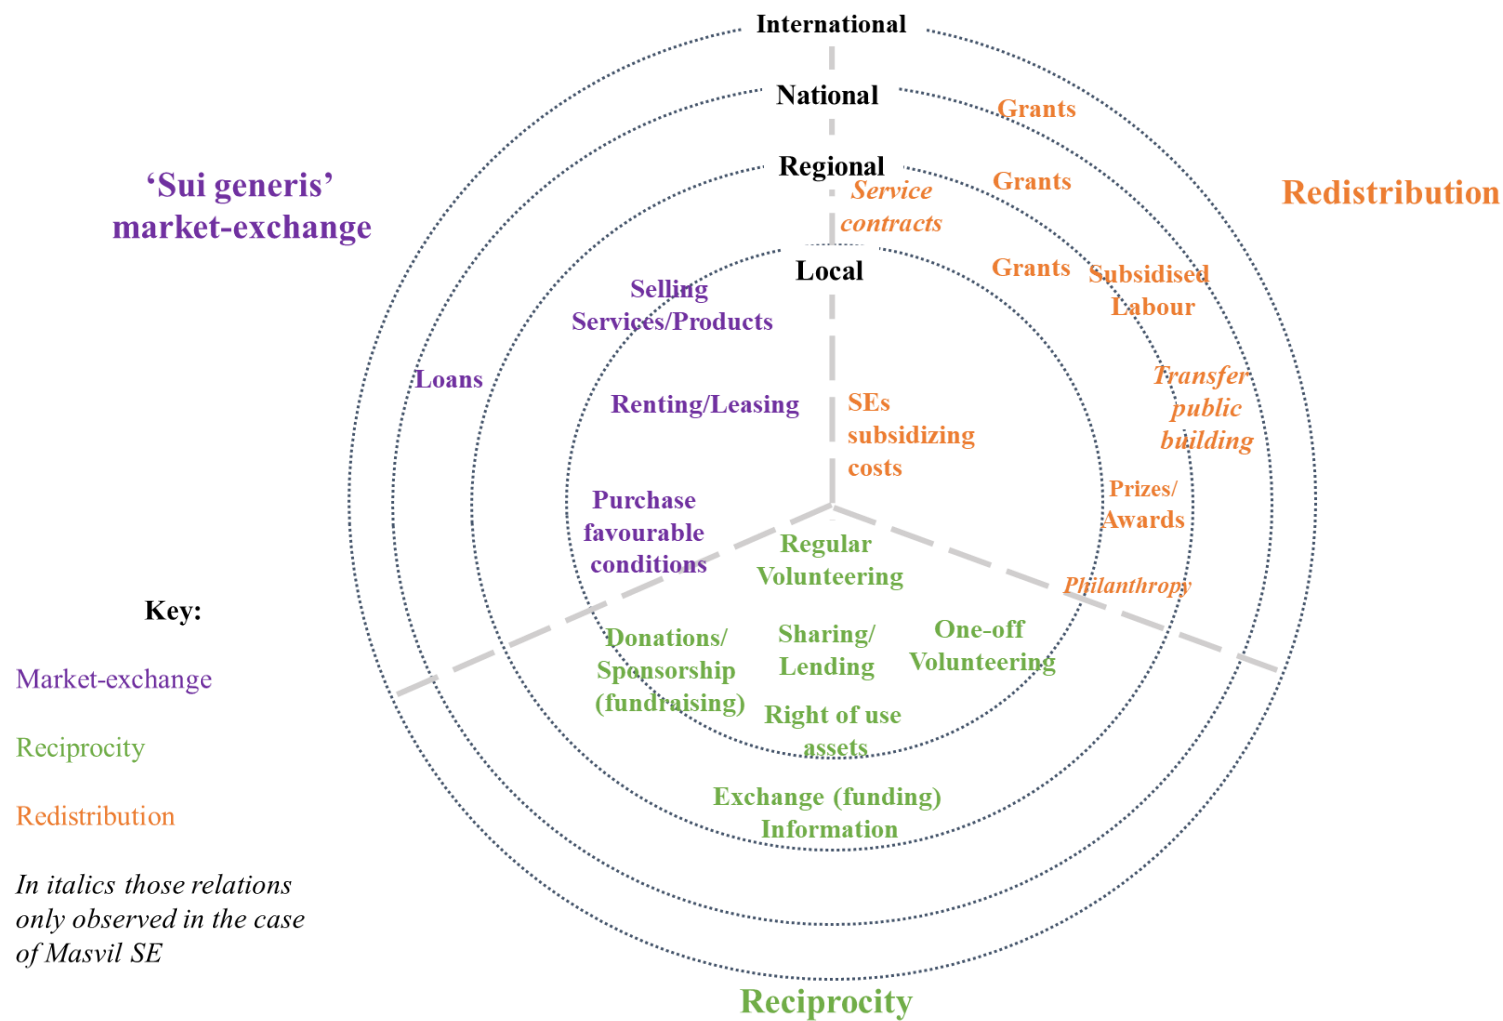 International
National
Regional
Local
'Sui generis'
market-exchange
Selling
Services/Products
Loans
Renting/Leasing
Purchase
favourable
conditions
Redistribution
Grants
Grants
Service
contracts
Grants
Subsidised
Labour
Transfer
public
building
SEs
subsidizing
costs
Prizes/
Awards
Philanthropy
Regular
Volunteering
Donations/
Sponsorship
(fundraising)
Sharing/
Lending
One-off
Volunteering
Right of use
assets
Exchange (funding)
Information
Reciprocity
Key:
Market-exchange
Reciprocity
Redistribution
In italics those relations
only observed in the case
of Masvil SE